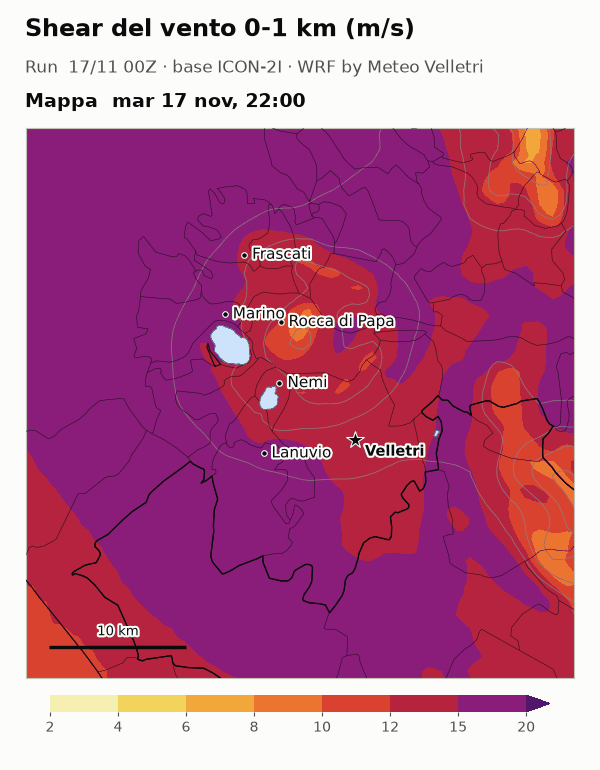 Shear del vento 0-1 km (m/s)
Run 17/11 00Z · base ICON-2I · WRF by Meteo Velletri
Mappa mar 17 nov, 22:00
Frascati
Marino
Rocca di Papa
Nemi
Velletri
Lanuvio
10 km
2 4 6 8 10 12 15 20